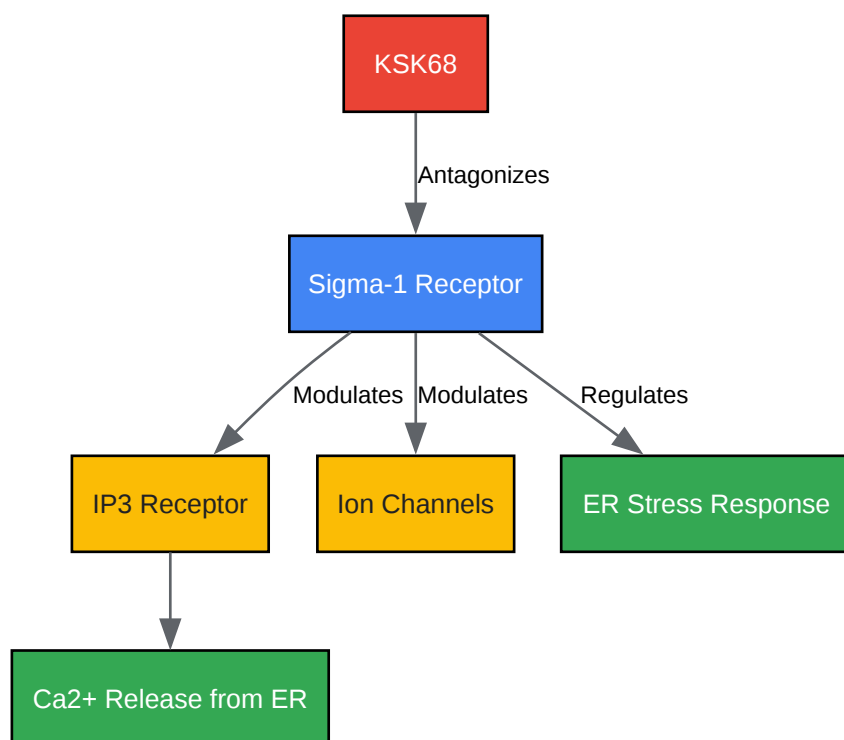 KSK68
Antagonizes
Sigma-1 Receptor
Modulates
Modulates
Regulates
IP3 Receptor
Ion Channels
ER Stress Response
Ca2+ Release from ER